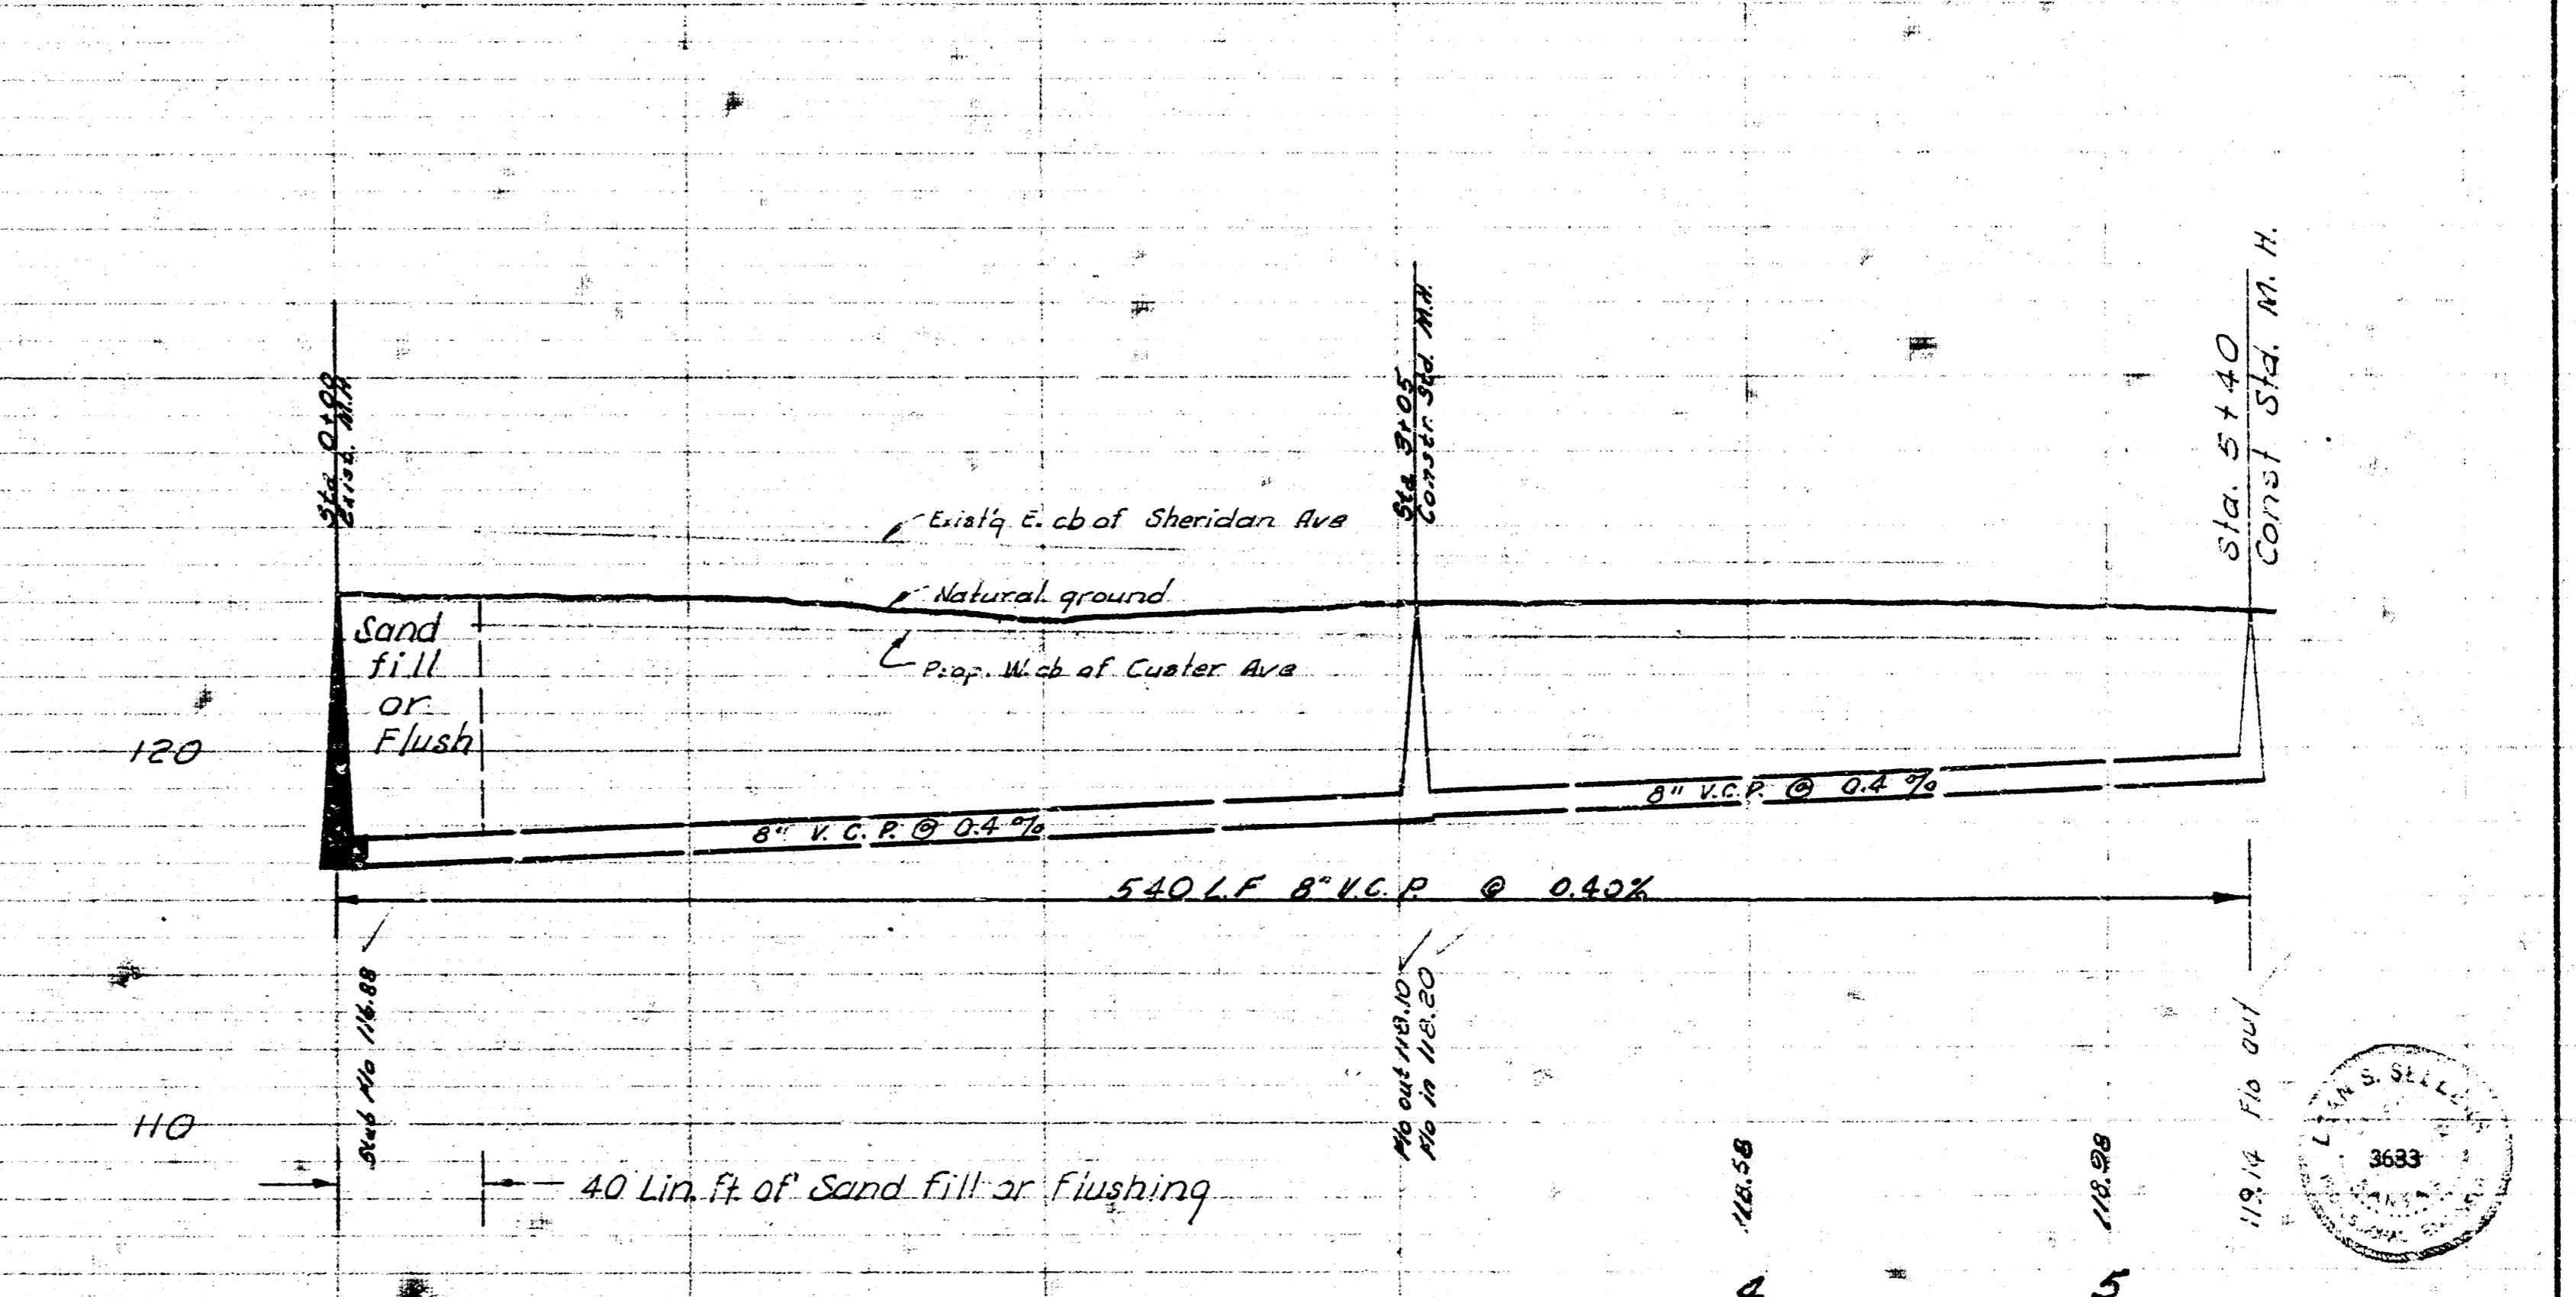 Sta 0+00
Exist. M.H.
Sta 3+05
Constr. Std. M.H.
Sta. 5+40
Const Std. M. H.
Exist'g E. cb of Sheridan Ave
Natural ground
Prop. W. cb of Custer Ave
Sand
fill
or
Flush
120
8" V.C.P. @ 0.4 %
8" V. C. P. @ 0.4 %
540 L.F 8" V.C.P. @ 0.40%
Stub Flo 116.88
Flo out 118.10
Flo in 118.20
118.58
118.98
119.14 Flo out
110
40 Lin. ft of Sand fill or flushing
3633
4
5